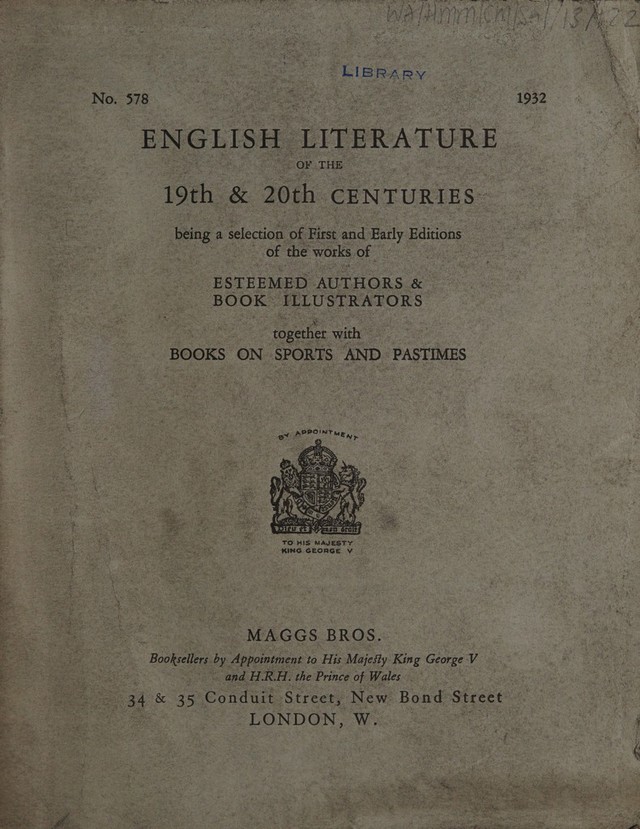 LIBRARY
No. 578 1932
ENGLISH LITERATURE
OF THE
19th & 20th CENTURIES
being a selection of First and Early Editions
of the works of
ESTEEMED AUTHORS &
BOOK ILLUSTRATORS
together with
BOOKS ON SPORTS AND PASTIMES
BY APPOINTMENT
TO HIS MAJESTY
KING GEORGE V
MAGGS BROS.
Booksellers by Appointment to His Majesty King George V
and H.R.H. the Prince of Wales
34 & 35 Conduit Street, New Bond Street
LONDON, W.